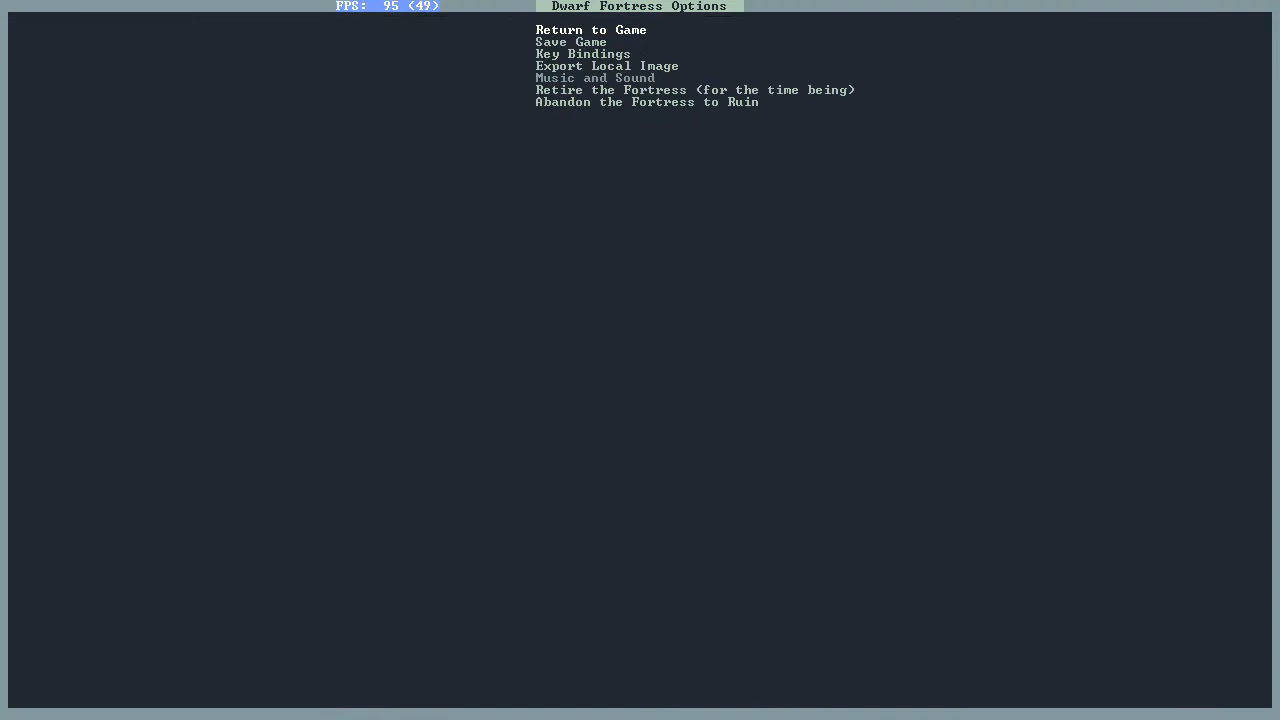 FPS:  95 (49)
Dwarf Fortress Options
Return to Game
Save Game
Key Bindings
Export Local Image
Music and Sound
Retire the Fortress (for the time being)
Abandon the Fortress to Ruin